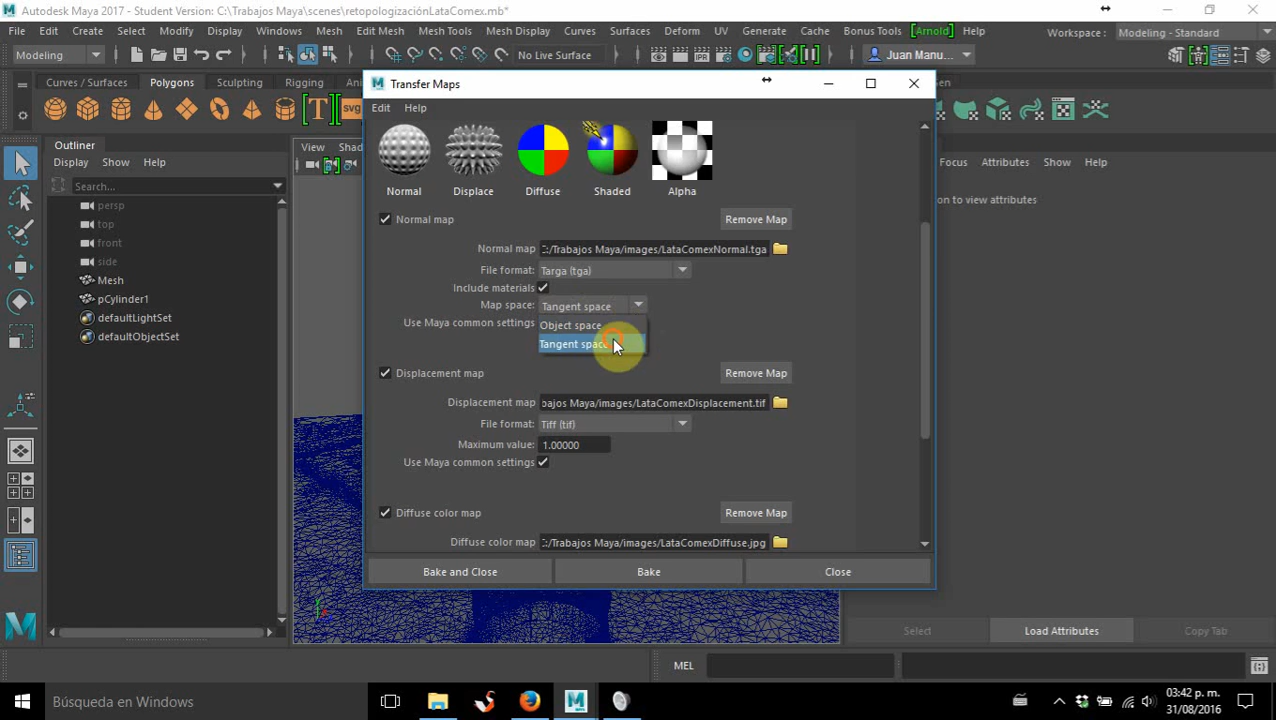 Autodesk Maya 2017 - Student Version: C:\Trabajos Maya\scenes\retopologizaciónLataComex.mb*
File Edit Create Select Modify Display Windows Mesh Edit Mesh Mesh Tools Mesh Display Curves Surfaces Deform UV Generate Cache Bonus Tools [Arnold] Help Workspace : Modeling - Standard
Modeling No Live Surface Juan Manu...
Curves / Surfaces Polygons Sculpting Rigging
SVG
Transfer Maps
Edit Help
Outliner
Display Show Help
Search...
persp
top
front
side
Mesh
pCylinder1
defaultLightSet
defaultObjectSet
View
Normal Displace Diffuse Shaded Alpha
Normal map Remove Map
Normal map C:/Trabajos Maya/images/LataComexNormal.tga
File format: Targa (tga)
Include materials
Map space: Tangent space
Use Maya common settings Object space
Tangent space
Displacement map Remove Map
Displacement map bajos Maya/images/LataComexDisplacement.tif
File format: Tiff (tif)
Maximum value: 1.00000
Use Maya common settings
Diffuse color map Remove Map
Diffuse color map C:/Trabajos Maya/images/LataComexDiffuse.jpg
Bake and Close Bake Close
Focus Attributes Show Help
on to view attributes
Select Load Attributes Copy Tab
MEL
Búsqueda en Windows
03:42 p. m.
31/08/2016